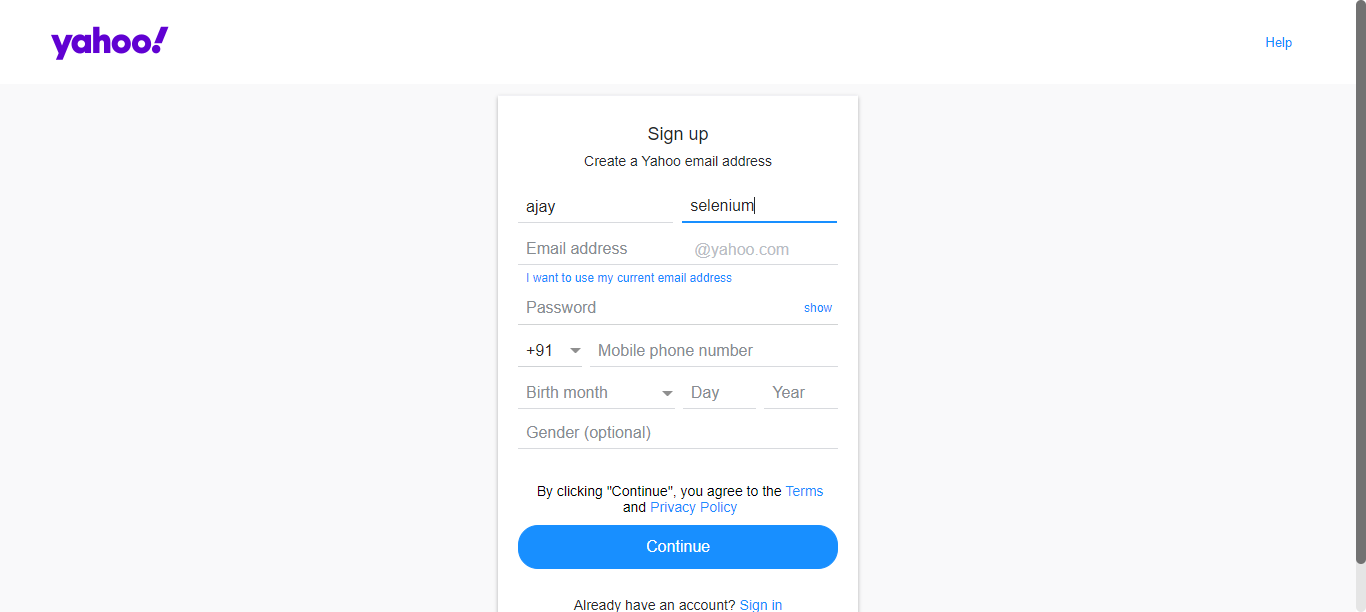 yahoo!
Help
Sign up
Create a Yahoo email address
ajay selenium
Email address @yahoo.com
I want to use my current email address
Password show
+91 Mobile phone number
Birth month Day Year
Gender (optional)
By clicking "Continue", you agree to the Terms
and Privacy Policy
Continue
Already have an account? Sign in